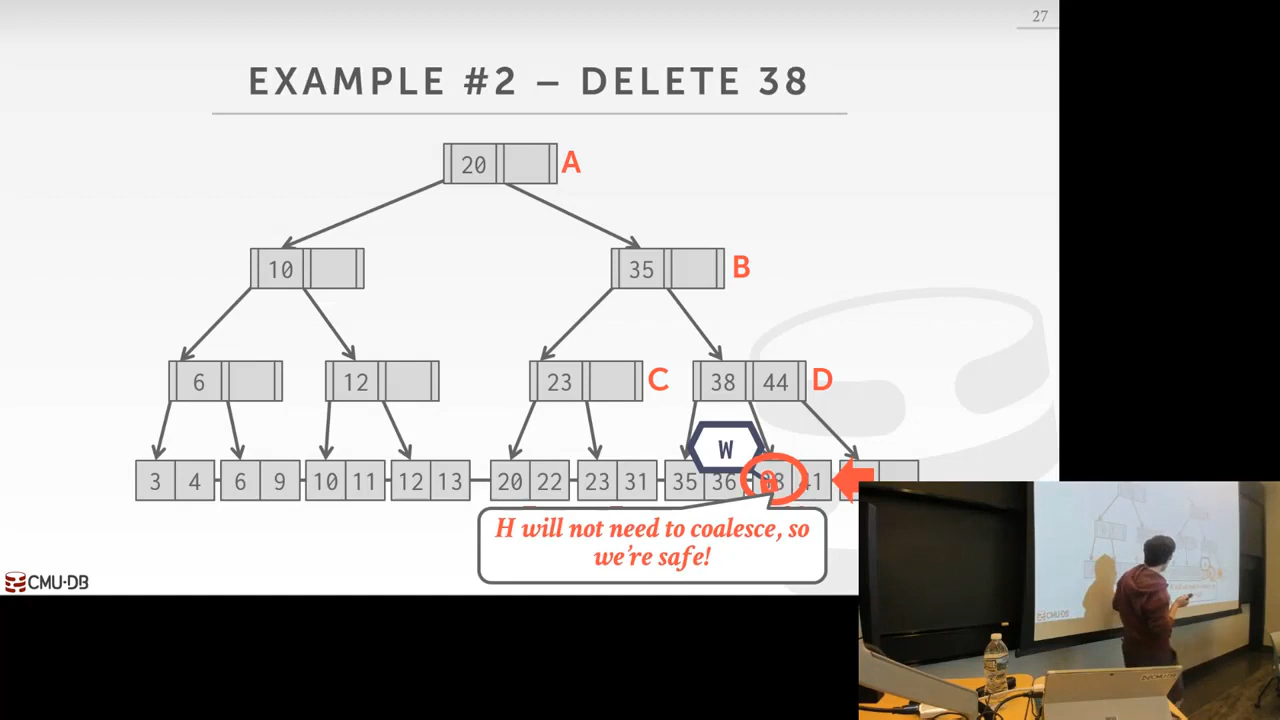 27
EXAMPLE #2 – DELETE 38
20 A
10 35 B
6 12 23 C 38 44 D
W
3 4 6 9 10 11 12 13 20 22 23 31 35 36 38 41
H will not need to coalesce, so
we're safe!
CMU·DB
CMU·DB